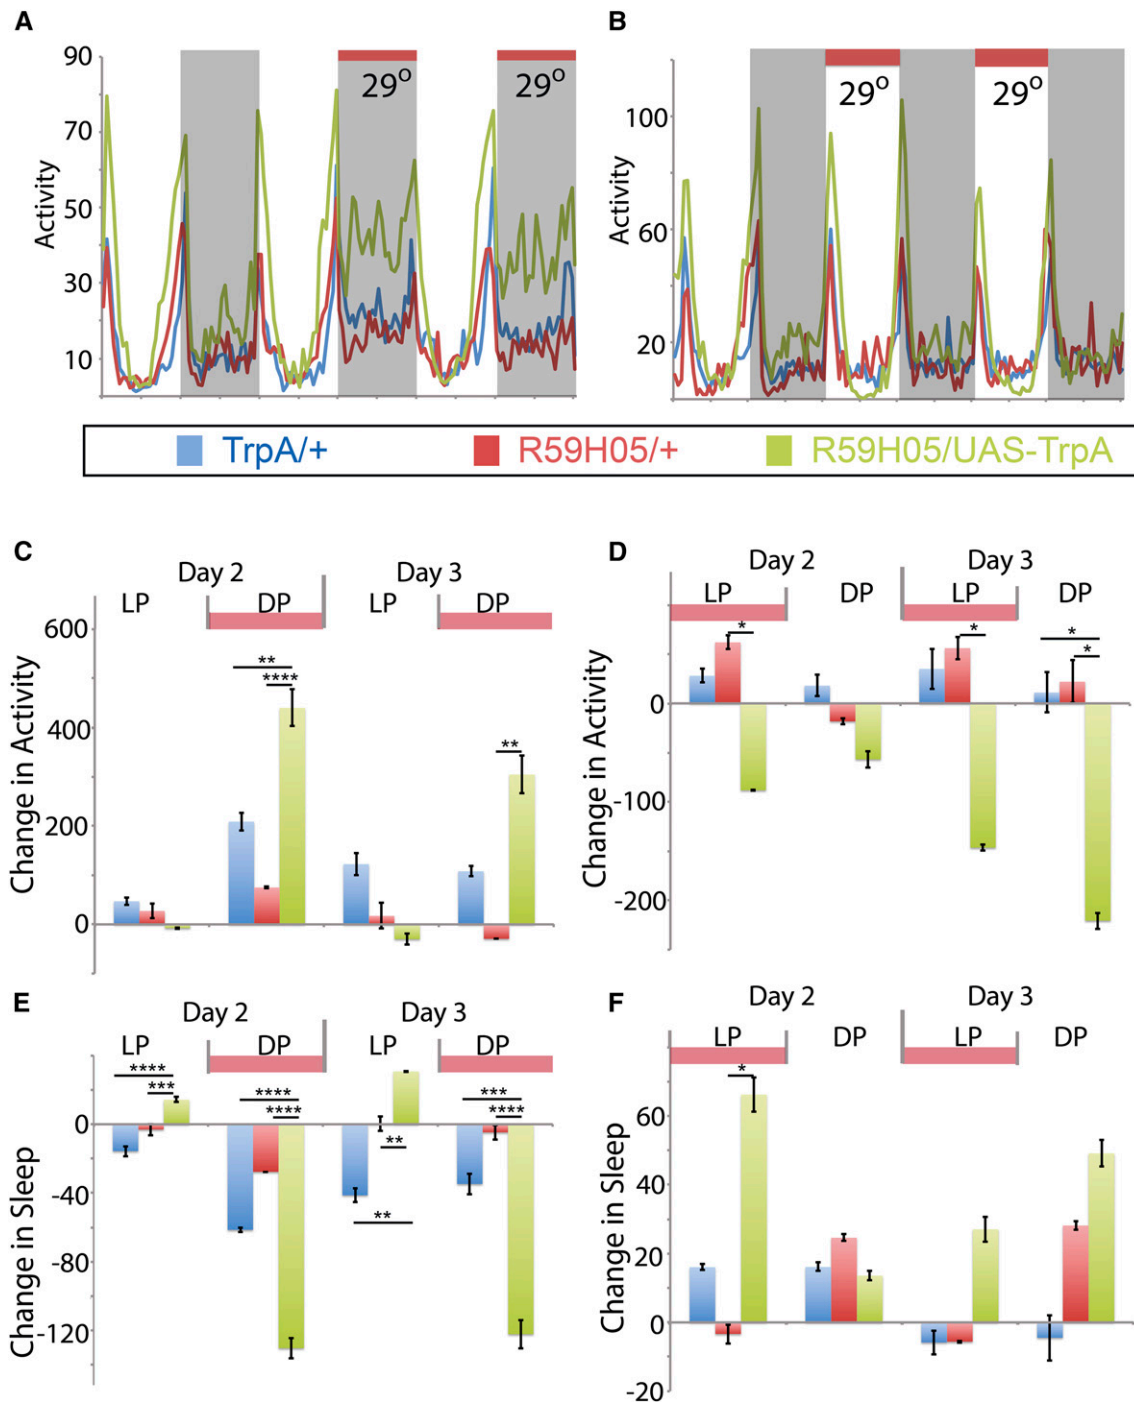 A
B
90
70
50
30
10
Activity
29°
29°
100
60
20
Activity
29°
29°
TrpA/+
R59H05/+
R59H05/UAS-TrpA
C
Day 2
Day 3
LP
DP
LP
DP
600
400
200
0
Change in Activity
**
****
**
D
Day 2
Day 3
LP
DP
LP
DP
0
-100
-200
Change in Activity
*
*
*
*
E
Day 2
Day 3
LP
DP
LP
DP
0
-40
-80
-120
Change in Sleep
****
***
****
****
**
**
***
****
F
Day 2
Day 3
LP
DP
LP
DP
60
40
20
0
-20
Change in Sleep
*